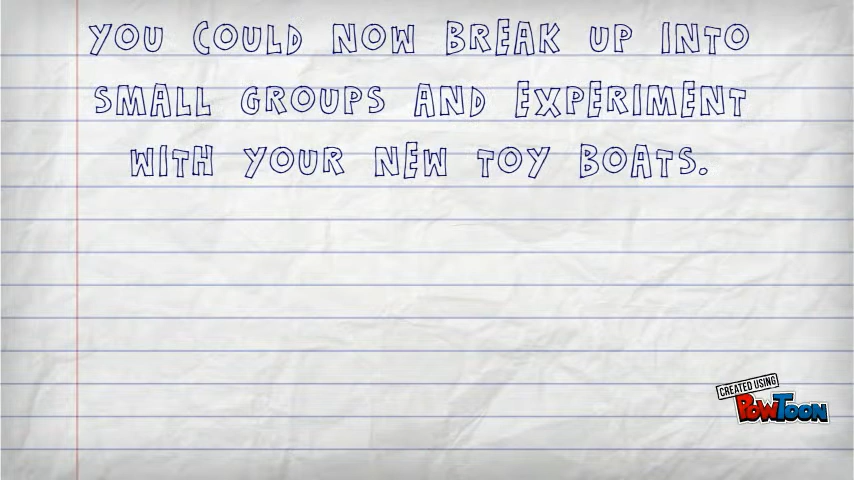 YOU COULD NOW BREAK UP INTO
SMALL GROUPS AND EXPERIMENT
WITH YOUR NEW TOY BOATS.
CREATED USING
POWTOON